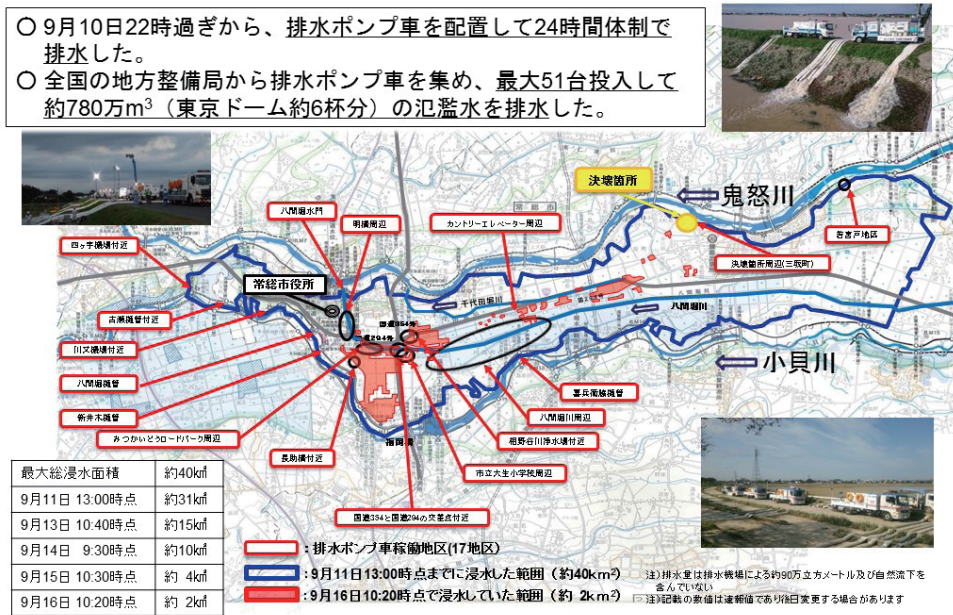 ○ 9月10日22時過ぎから、排水ポンプ車を配置して24時間体制で
排水した。
○ 全国の地方整備局から排水ポンプ車を集め、最大51台投入して
約780万m³（東京ドーム約6杯分）の氾濫水を排水した。
決壊箇所
鬼怒川
八間堀水門
明橋周辺
カントリーエレベーター周辺
若宮戸地区
四ヶ字機場付近
決壊箇所周辺(三坂町)
常総市役所
千代田堀川
八間堀川
古瀬樋管付近
国道354号
国道294号
川又機場付近
小貝川
八間堀樋管
喜兵衛脇樋管
新井木樋管
八間堀川周辺
みつかいどうロードパーク周辺
相野谷川浄水場付近
長助橋付近
市立大生小学校周辺
国道354と国道294の交差点付近
最大総浸水面積 約40k㎡
9月11日 13:00時点 約31k㎡
9月13日 10:40時点 約15k㎡
9月14日 9:30時点 約10k㎡
9月15日 10:30時点 約 4k㎡
9月16日 10:20時点 約 2k㎡
：排水ポンプ車稼働地区(17地区)
：9月11日13:00時点までに浸水した範囲（約40km²）
：9月16日10:20時点で浸水していた範囲（約 2km²）
注）排水量は排水機場による約90万立方メートル及び自然流下を
含んでいない
注）記載の数値は速報値であり後日変更する場合があります